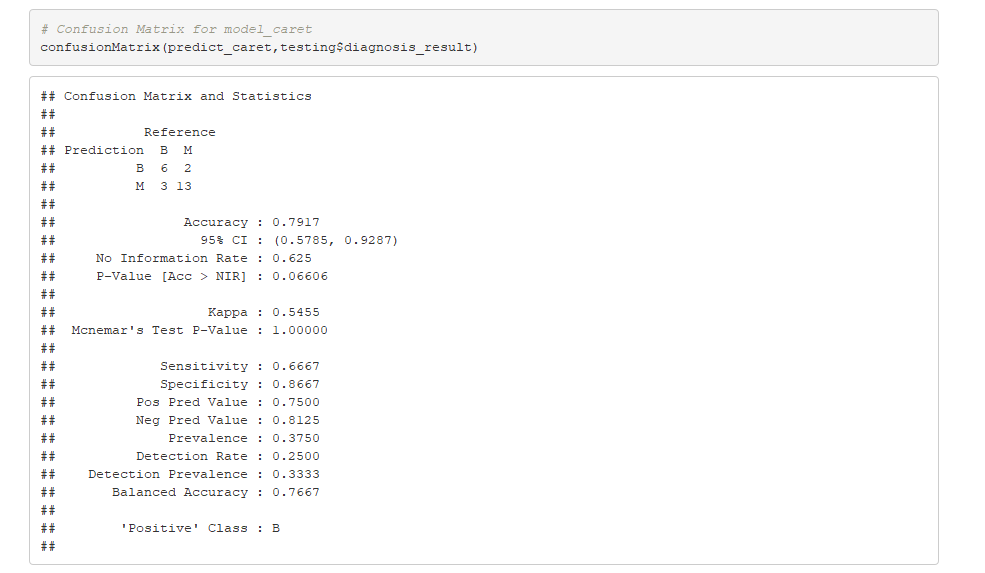 # Confusion Matrix for model_caret
confusionMatrix(predict_caret,testing$diagnosis_result)
## Confusion Matrix and Statistics
##
##           Reference
## Prediction  B  M
##          B  6  2
##          M  3 13
##
##                Accuracy : 0.7917
##                  95% CI : (0.5785, 0.9287)
##     No Information Rate : 0.625
##     P-Value [Acc > NIR] : 0.06606
##
##                   Kappa : 0.5455
##  Mcnemar's Test P-Value : 1.00000
##
##             Sensitivity : 0.6667
##             Specificity : 0.8667
##          Pos Pred Value : 0.7500
##          Neg Pred Value : 0.8125
##              Prevalence : 0.3750
##          Detection Rate : 0.2500
##    Detection Prevalence : 0.3333
##       Balanced Accuracy : 0.7667
##
##        'Positive' Class : B
##